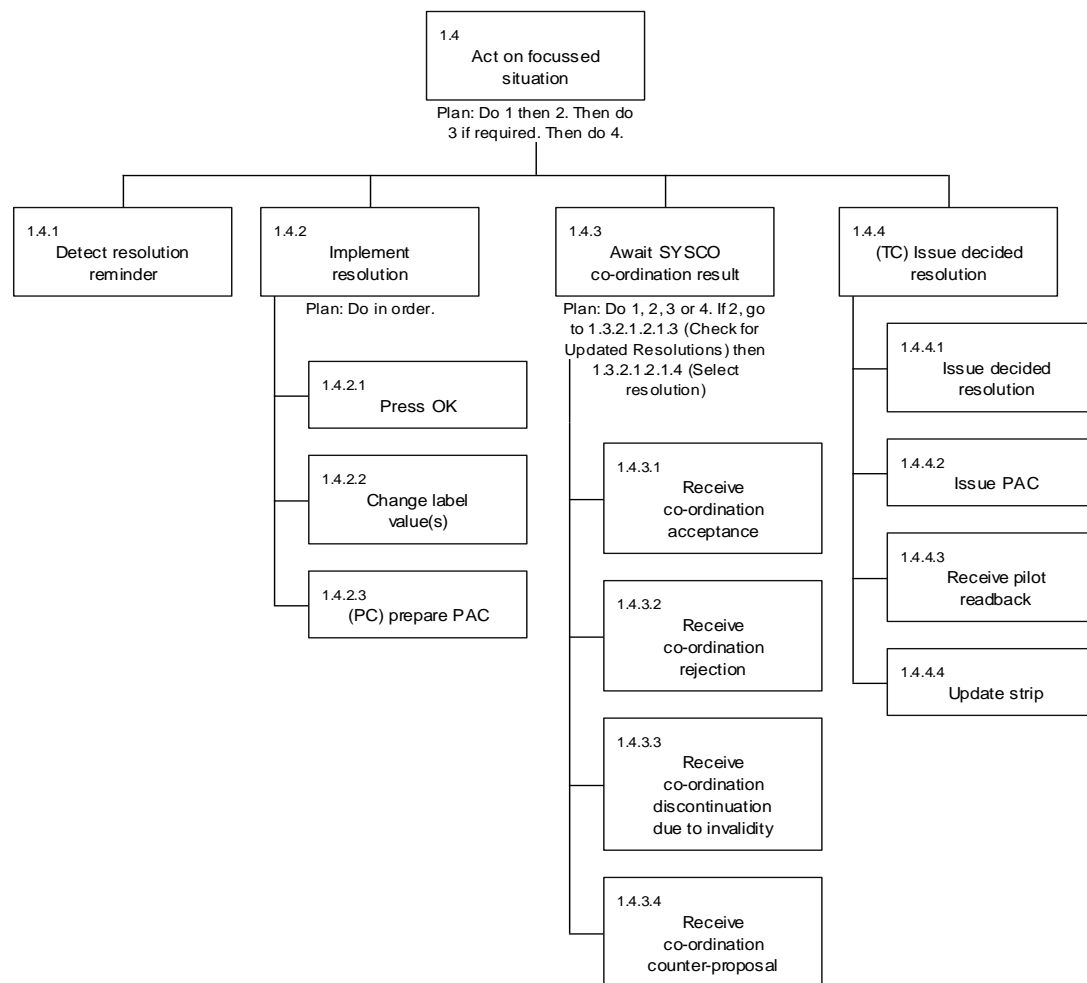 1.4
Act on focussed
situation
Plan: Do 1 then 2. Then do
3 if required. Then do 4.
1.4.1
Detect resolution
reminder
1.4.2
Implement
resolution
Plan: Do in order.
1.4.2.1
Press OK
1.4.2.2
Change label
value(s)
1.4.2.3
(PC) prepare PAC
1.4.3
Await SYSCO
co-ordination result
Plan: Do 1, 2, 3 or 4. If 2, go
to 1.3.2.1.2.1.3 (Check for
Updated Resolutions) then
1.3.2.1.2.1.4 (Select
resolution)
1.4.3.1
Receive
co-ordination
acceptance
1.4.3.2
Receive
co-ordination
rejection
1.4.3.3
Receive
co-ordination
discontinuation
due to invalidity
1.4.3.4
Receive
co-ordination
counter-proposal
1.4.4
(TC) Issue decided
resolution
1.4.4.1
Issue decided
resolution
1.4.4.2
Issue PAC
1.4.4.3
Receive pilot
readback
1.4.4.4
Update strip